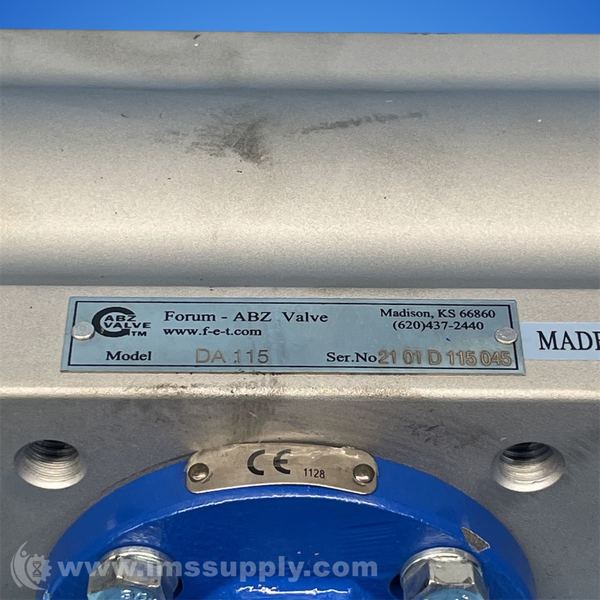 ABZ
VALVE TM
Forum - ABZ Valve
www.f-e-t.com
Madison, KS 66860
(620)437-2440
Model DA 115 Ser.No 21 01 D 115 045
MADE
CE 1128
www.imssupply.com